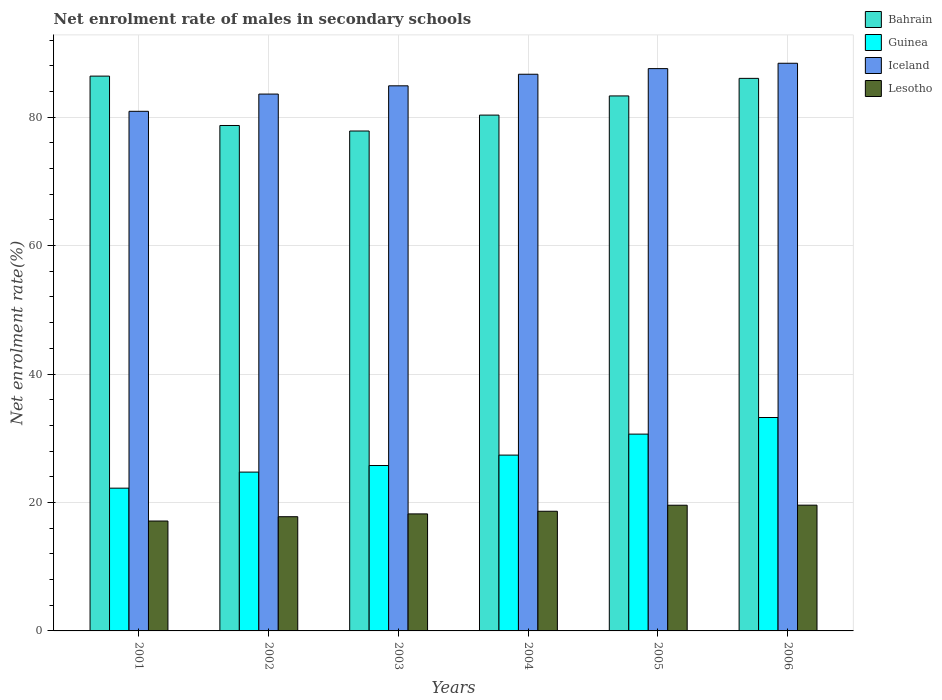 Net enrolment rate of males in secondary schools
Bahrain
Guinea
Iceland
Lesotho
Net enrolment rate(%)
80
60
40
20
0
2001
2002
2003
2004
2005
2006
Years